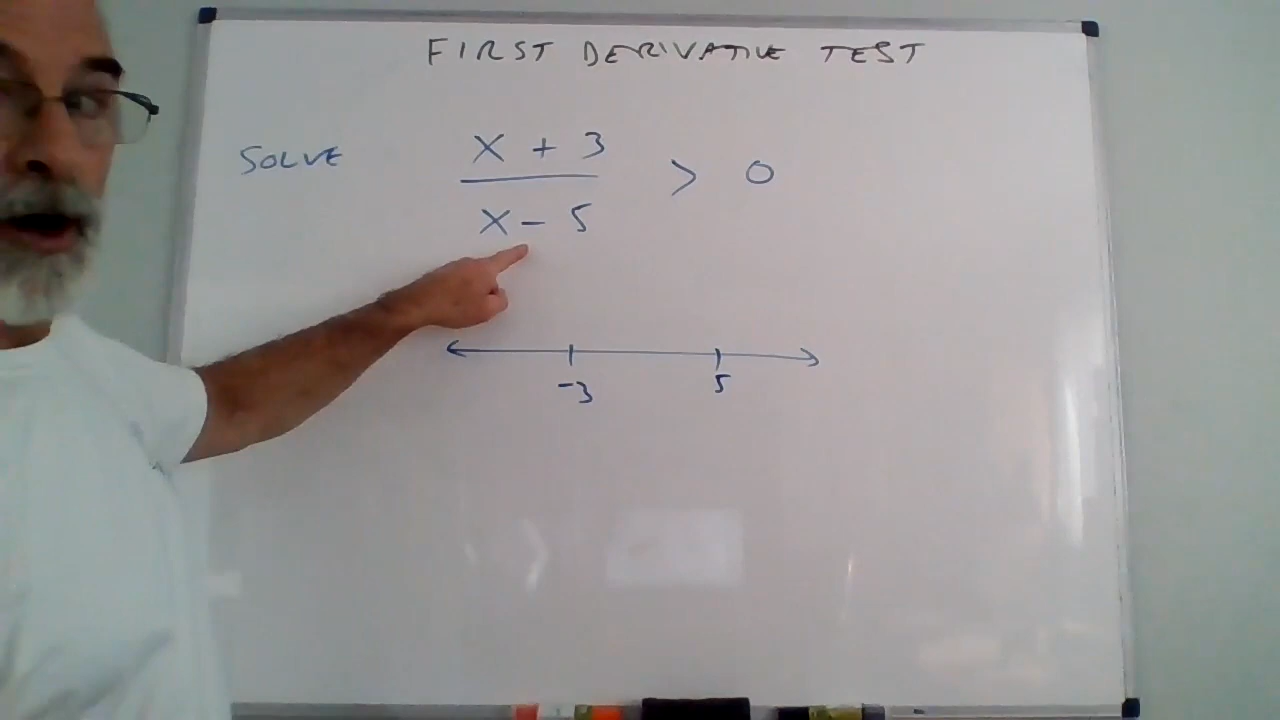 FIRST DERIVATIVE TEST
SOLVE
x + 3
x - 5
> 0
-3 5